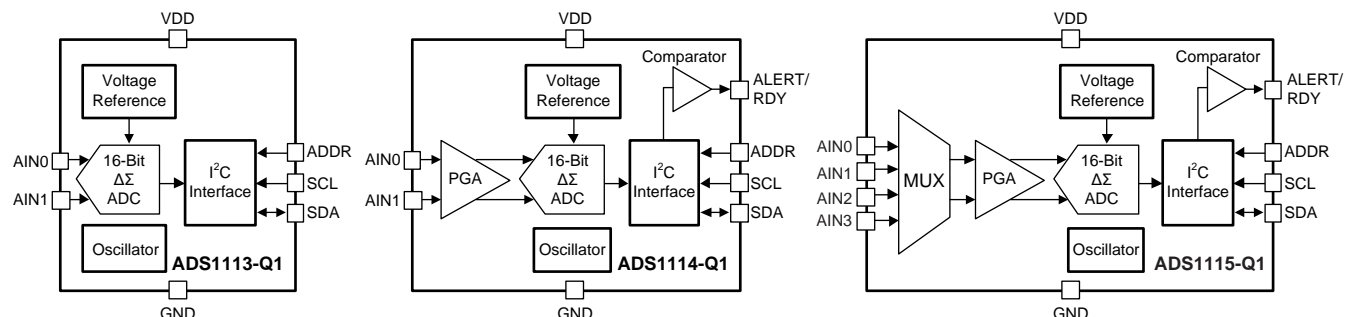 VDD
Voltage
Reference
AIN0
AIN1
16-Bit
ΔΣ
ADC
I²C
Interface
ADDR
SCL
SDA
Oscillator
ADS1113-Q1
GND
VDD
Comparator
ALERT/
RDY
Voltage
Reference
AIN0
AIN1
PGA
16-Bit
ΔΣ
ADC
I²C
Interface
ADDR
SCL
SDA
Oscillator
ADS1114-Q1
GND
VDD
Comparator
ALERT/
RDY
Voltage
Reference
AIN0
AIN1
AIN2
AIN3
MUX
PGA
16-Bit
ΔΣ
ADC
I²C
Interface
ADDR
SCL
SDA
Oscillator
ADS1115-Q1
GND